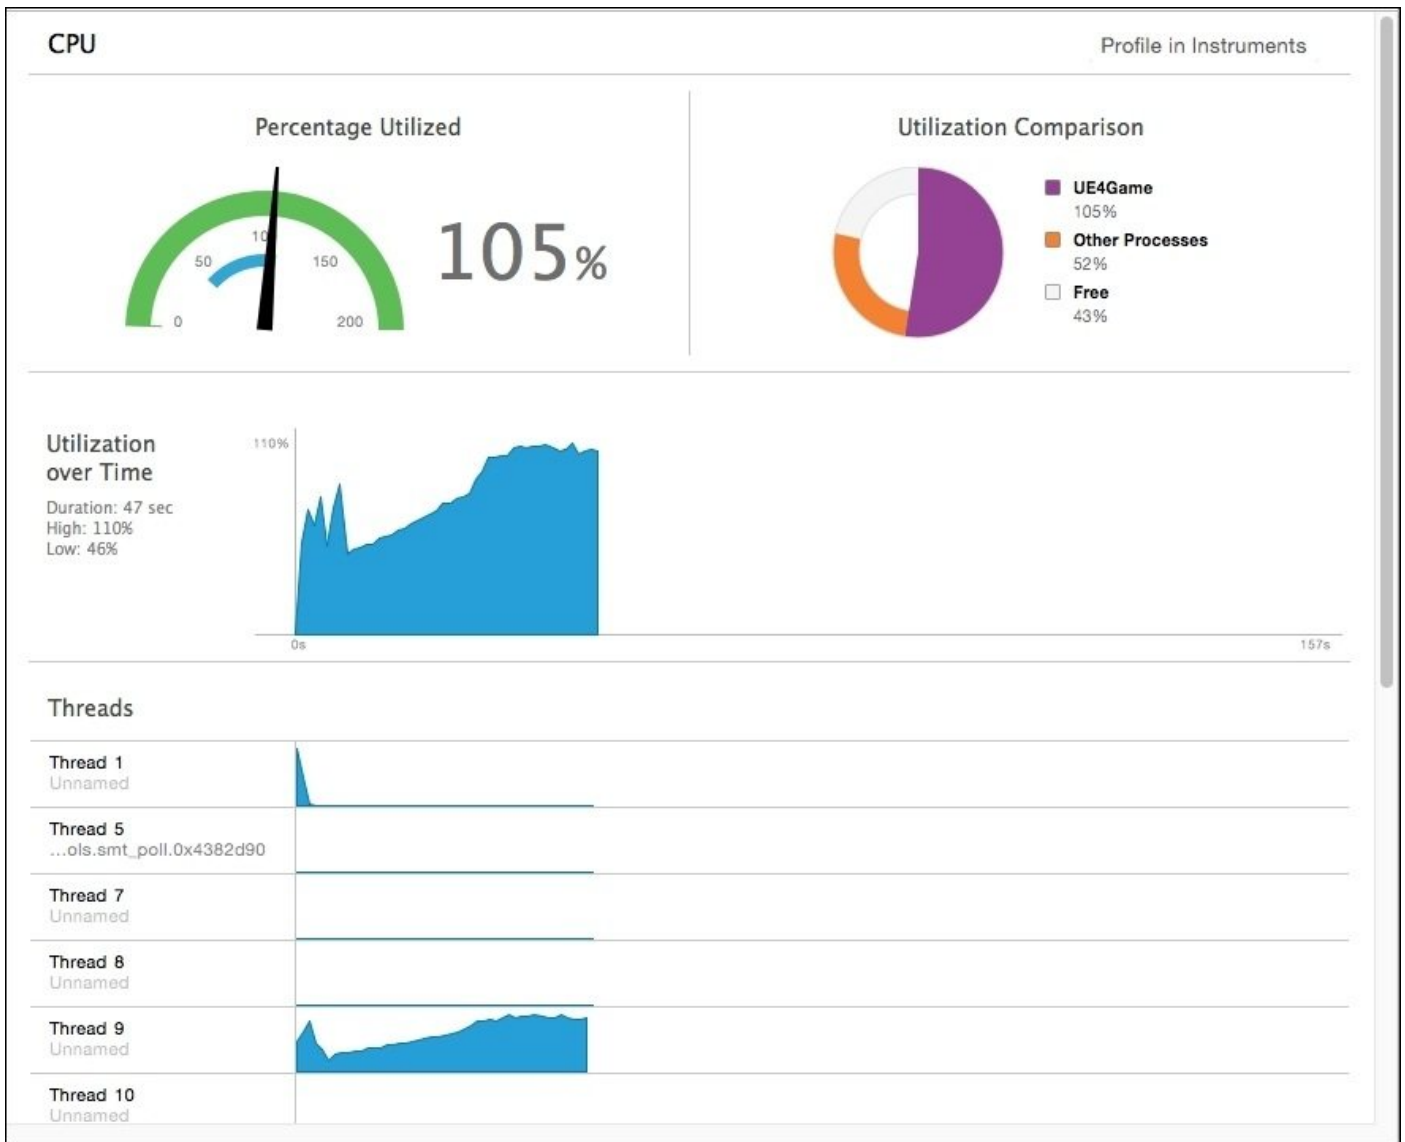 CPU
Profile in Instruments
Percentage Utilized
0
50
10
150
200
105%
Utilization Comparison
UE4Game
105%
Other Processes
52%
Free
43%
Utilization
over Time
Duration: 47 sec
High: 110%
Low: 46%
110%
0s
157s
Threads
Thread 1
Unnamed
Thread 5
...ols.smt_poll.0x4382d90
Thread 7
Unnamed
Thread 8
Unnamed
Thread 9
Unnamed
Thread 10
Unnamed